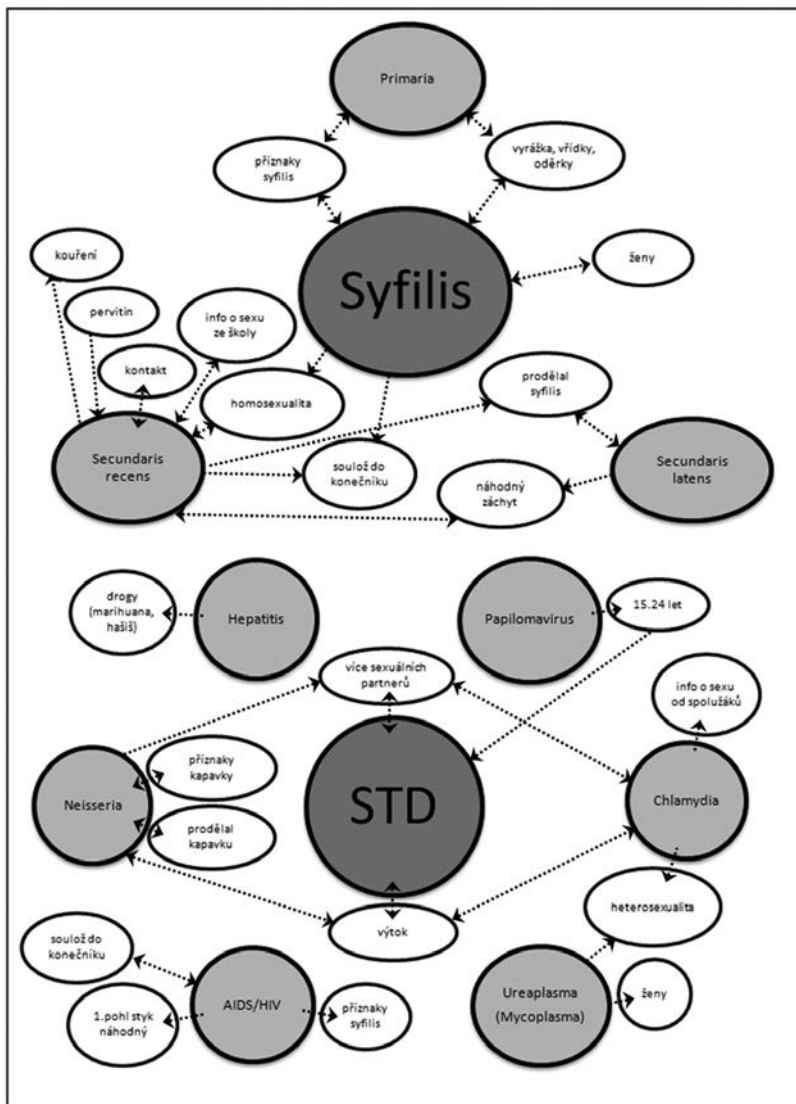 Primaria
příznaky
syfilis
vyrážka, vřídky,
oděrky
Syfilis
ženy
kouření
pervitin
info o sexu
ze školy
kontakt
homosexualita
prodělal
syfilis
Secundaris
recens
soulož do
konečníku
náhodný
záchyt
Secundaris
latens
drogy
(marihuana,
hašiš)
Hepatitis
Papilomavirus
15.24 let
více sexuálních
partnerů
info o sexu
od spolužáků
Neisseria
příznaky
kapavky
prodělal
kapavku
STD
Chlamydia
výtok
heterosexualita
soulož do
konečníku
1.pohl styk
náhodný
AIDS/HIV
příznaky
syfilis
Ureaplasma
(Mycoplasma)
ženy